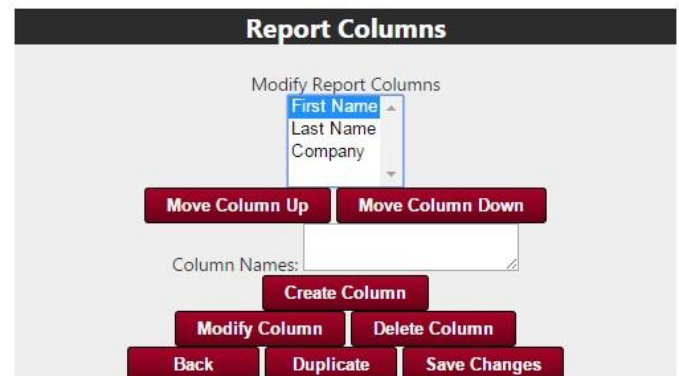 Report Columns
Modify Report Columns
First Name
Last Name
Company
Move Column Up Move Column Down
Column Names:
Create Column
Modify Column Delete Column
Back Duplicate Save Changes